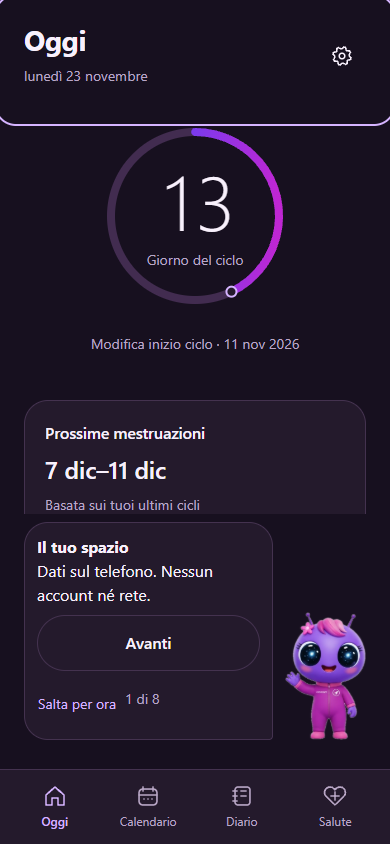 Oggi
lunedì 23 novembre
13
Giorno del ciclo
Modifica inizio ciclo · 11 nov 2026
Prossime mestruazioni
7 dic–11 dic
Basata sui tuoi ultimi cicli
Il tuo spazio
Dati sul telefono. Nessun
account né rete.
Avanti
Salta per ora 1 di 8
Oggi Calendario Diario Salute